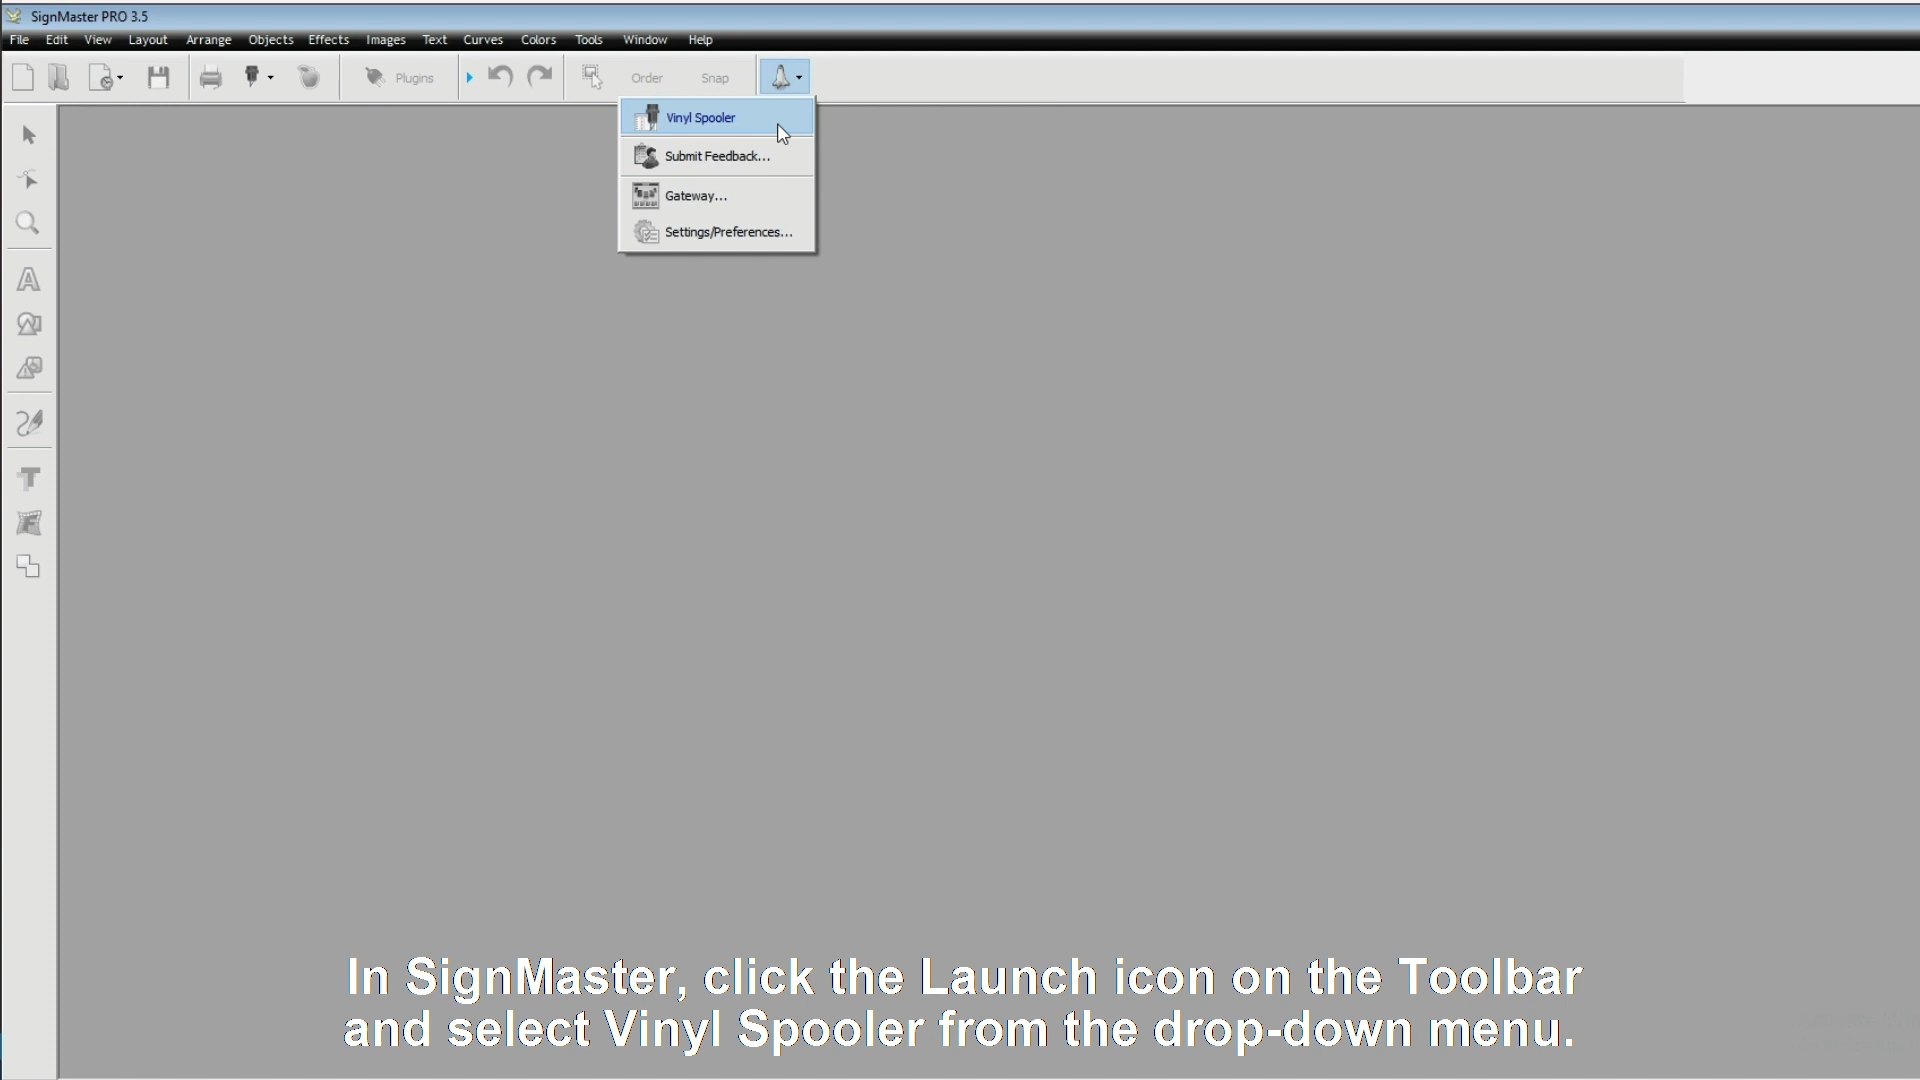 SignMaster PRO 3.5
File Edit View Layout Arrange Objects Effects Images Text Curves Colors Tools Window Help
Plugins Order Snap
Vinyl Spooler
Submit Feedback...
Gateway...
Settings/Preferences...
In SignMaster, click the Launch icon on the Toolbar
and select Vinyl Spooler from the drop-down menu.